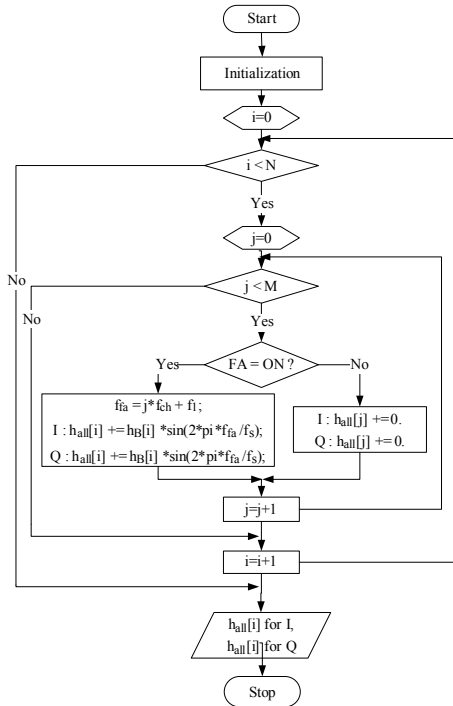 Start
Initialization
i=0
i < N
Yes
j=0
No
No
j < M
Yes
FA = ON ?
Yes
No
ffa = j*fch + f1;
I : hall[i] += hB[i] *sin(2*pi*ffa/fs);
Q : hall[i] +=hB[i] *sin(2*pi*ffa/fs);
I : hall[j] +=0.
Q : hall[j] +=0.
j=j+1
i=i+1
hall[i] for I,
hall[i] for Q
Stop